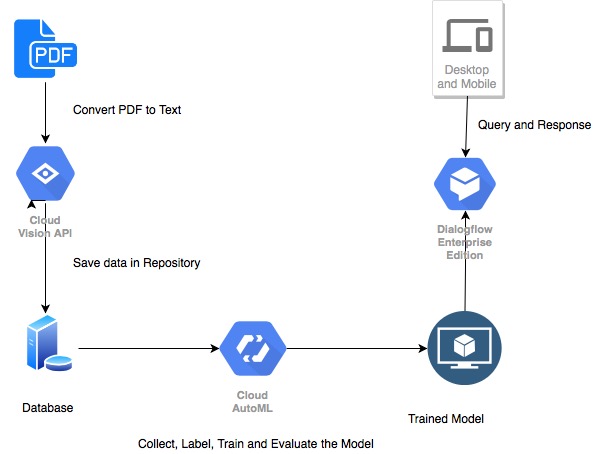 PDF
Desktop
and Mobile
Convert PDF to Text
Query and Response
Cloud
Vision API
Dialogflow
Enterprise
Edition
Save data in Repository
Database
Cloud
AutoML
Trained Model
Collect, Label, Train and Evaluate the Model